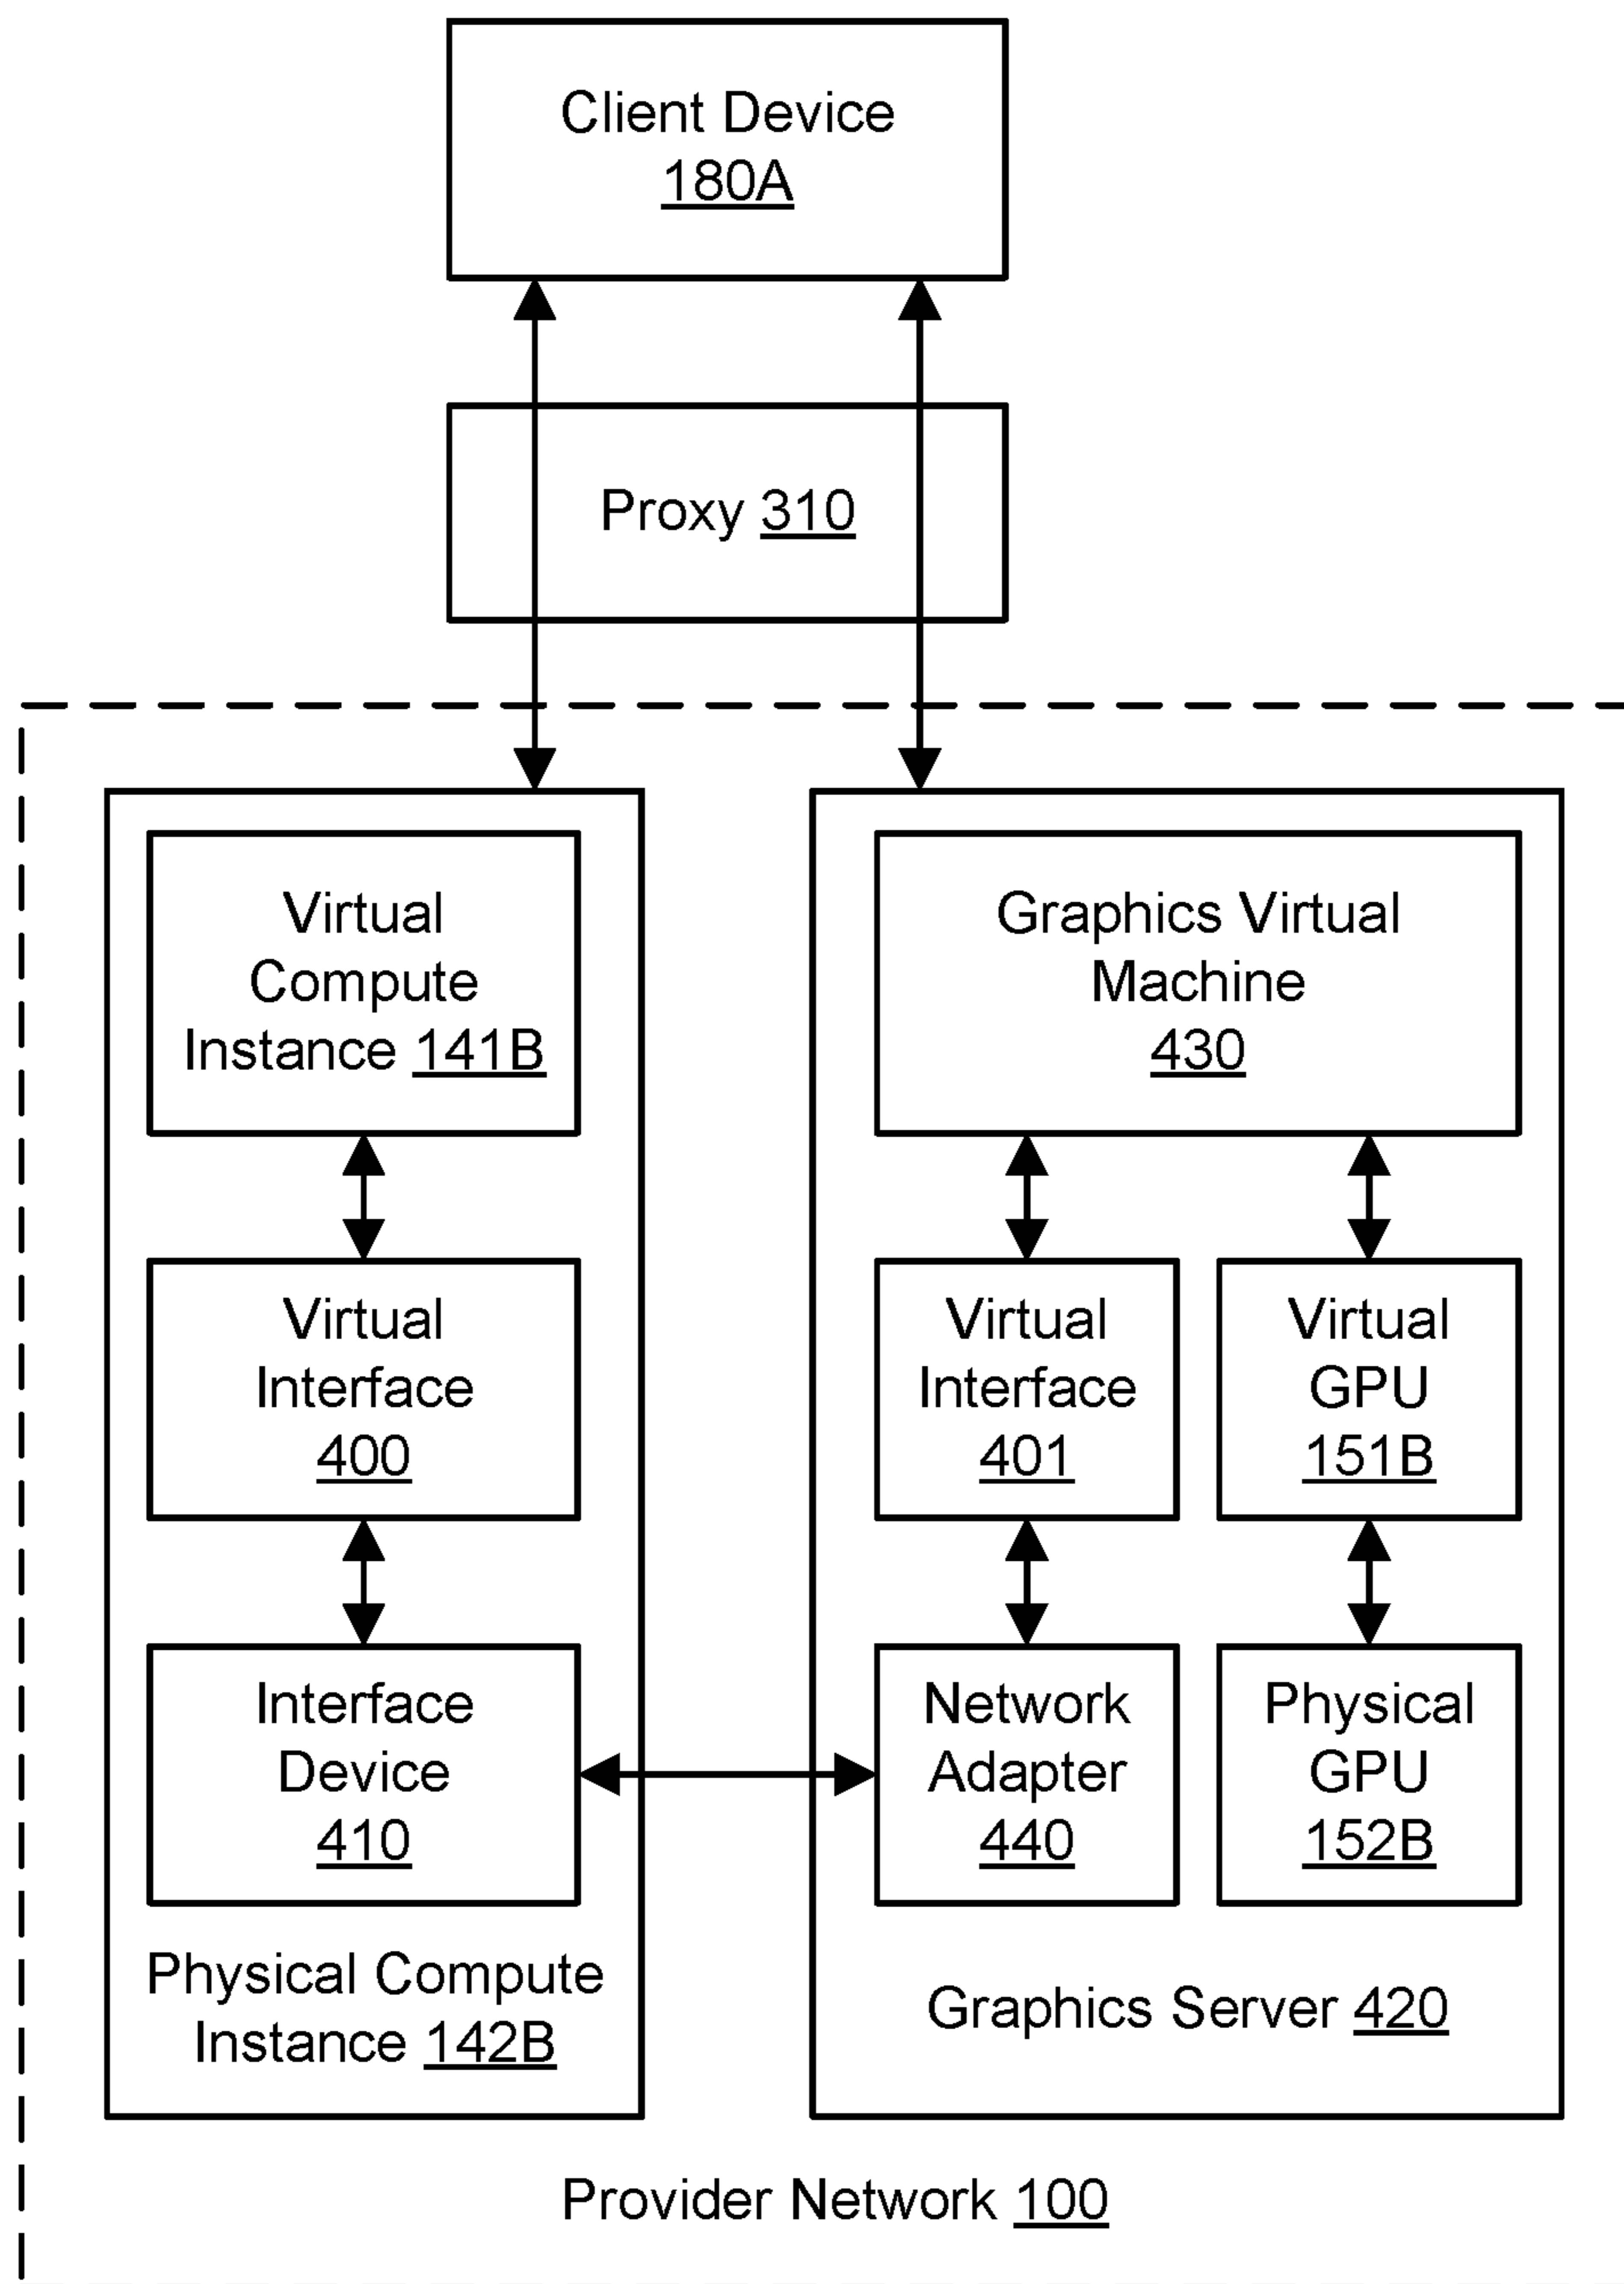 Client Device
180A
Proxy 310
Virtual
Compute
Instance 141B
Graphics Virtual
Machine
430
Virtual
Interface
400
Virtual
Interface
401
Virtual
GPU
151B
Interface
Device
410
Network
Adapter
440
Physical
GPU
152B
Physical Compute
Instance 142B
Graphics Server 420
Provider Network 100